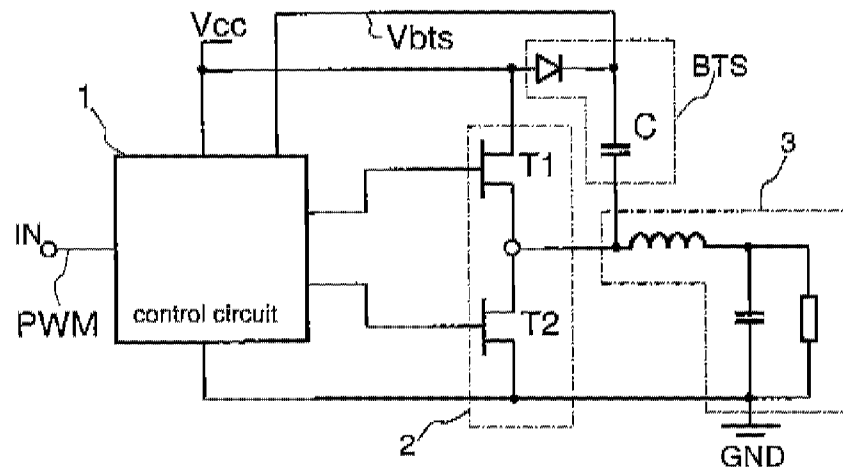 Vcc
Vbts
BTS
1
C
3
T1
IN
PWM
control circuit
T2
2
GND